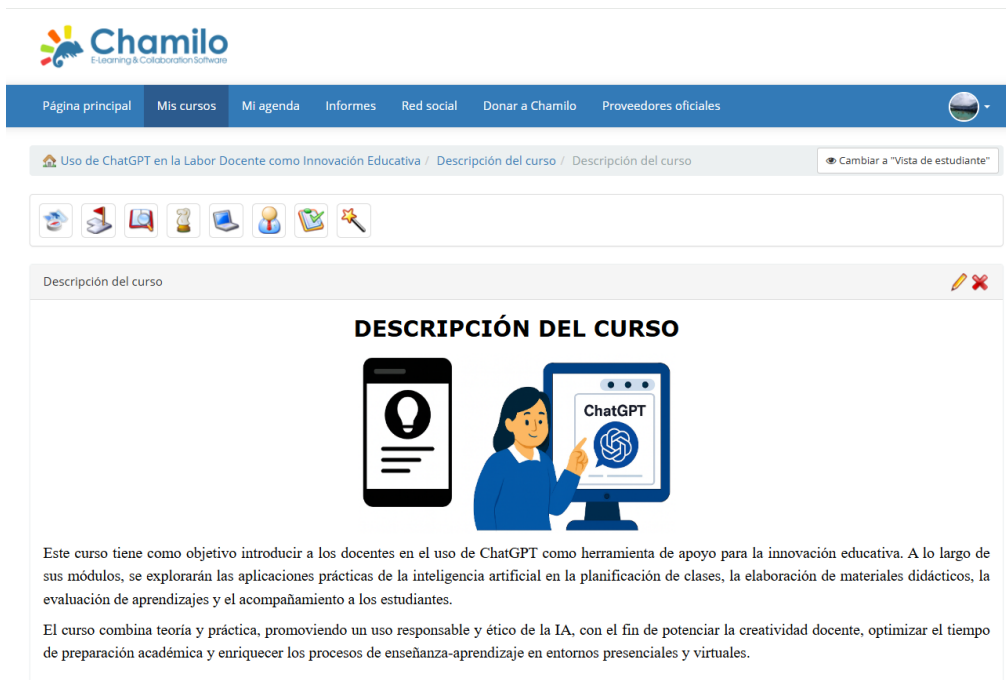 Chamilo
E-Learning & Collaboration Software
Página principal Mis cursos Mi agenda Informes Red social Donar a Chamilo Proveedores oficiales
Uso de ChatGPT en la Labor Docente como Innovación Educativa / Descripción del curso / Descripción del curso
Cambiar a "Vista de estudiante"
Descripción del curso
DESCRIPCIÓN DEL CURSO
ChatGPT
Este curso tiene como objetivo introducir a los docentes en el uso de ChatGPT como herramienta de apoyo para la innovación educativa. A lo largo de
sus módulos, se explorarán las aplicaciones prácticas de la inteligencia artificial en la planificación de clases, la elaboración de materiales didácticos, la
evaluación de aprendizajes y el acompañamiento a los estudiantes.
El curso combina teoría y práctica, promoviendo un uso responsable y ético de la IA, con el fin de potenciar la creatividad docente, optimizar el tiempo
de preparación académica y enriquecer los procesos de enseñanza-aprendizaje en entornos presenciales y virtuales.